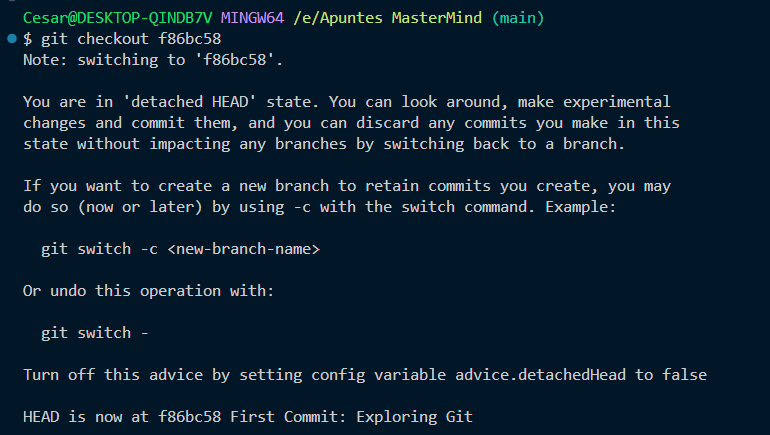 Cesar@DESKTOP-QINDB7V MINGW64 /e/Apuntes MasterMind (main)
$ git checkout f86bc58
Note: switching to 'f86bc58'.

You are in 'detached HEAD' state. You can look around, make experimental
changes and commit them, and you can discard any commits you make in this
state without impacting any branches by switching back to a branch.

If you want to create a new branch to retain commits you create, you may
do so (now or later) by using -c with the switch command. Example:

  git switch -c <new-branch-name>

Or undo this operation with:

  git switch -

Turn off this advice by setting config variable advice.detachedHead to false

HEAD is now at f86bc58 First Commit: Exploring Git